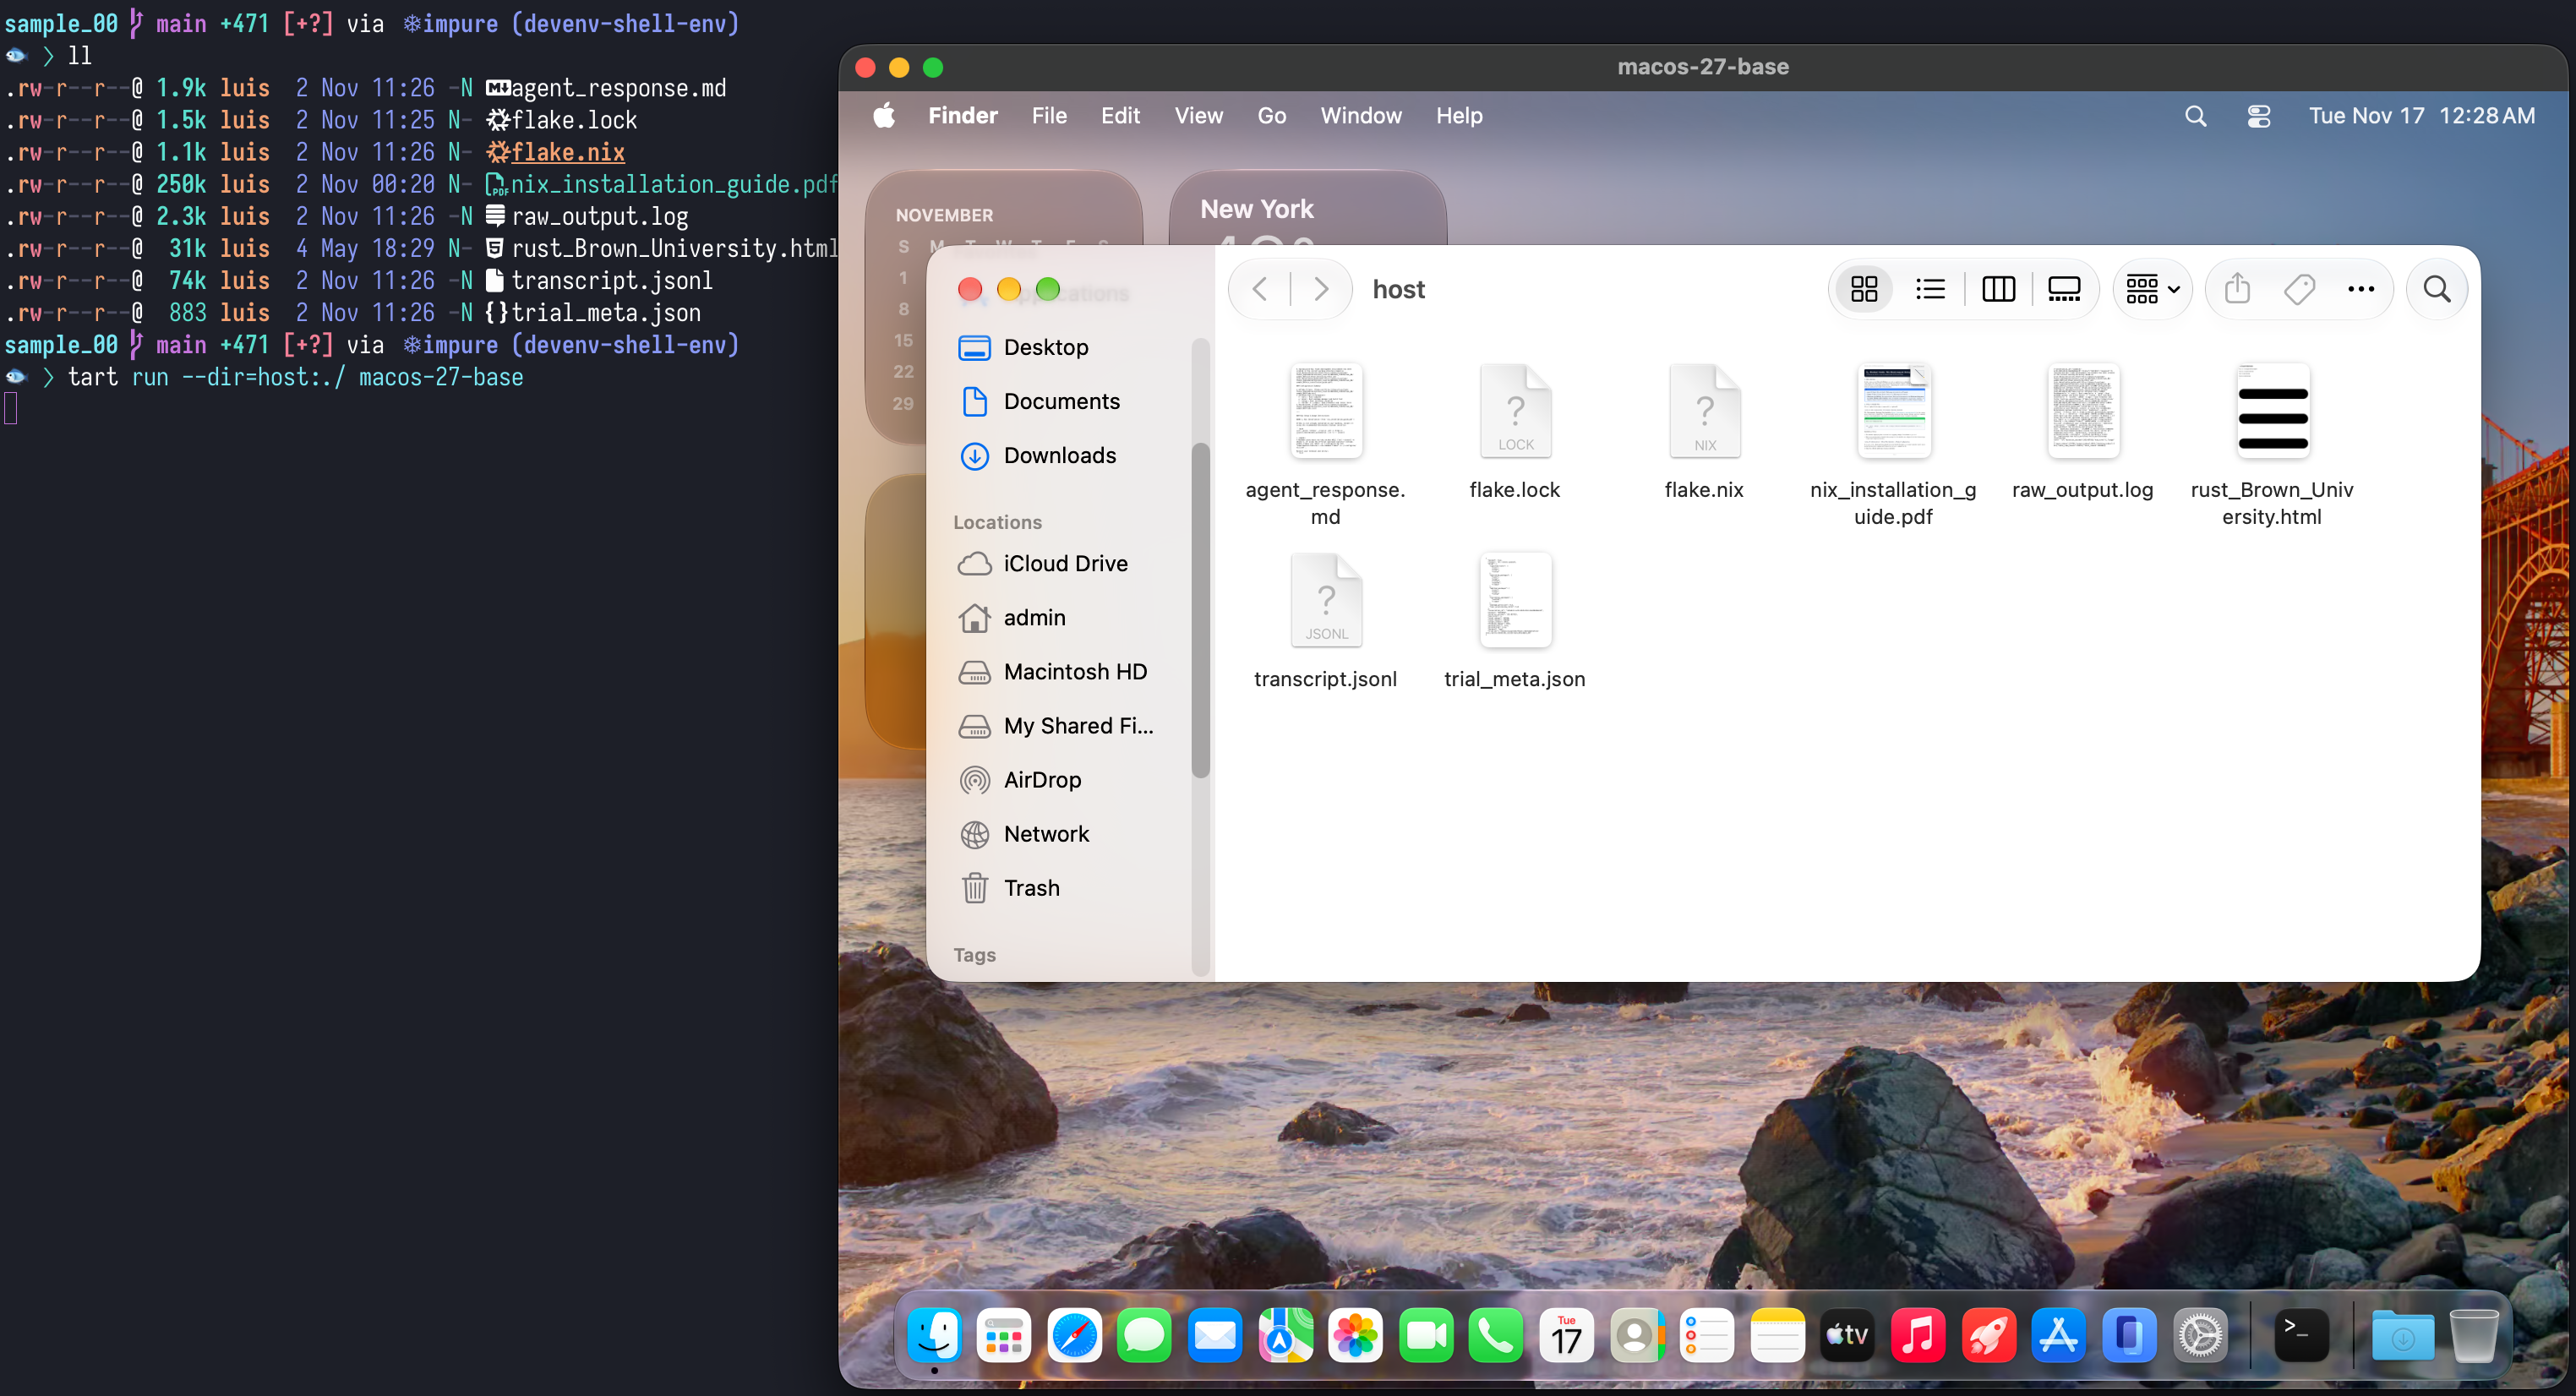 sample_00 main +471 [+?] via ❄impure (devenv-shell-env)
🐟 〉ll
.rw-r--r--@ 1.9k luis 2 Nov 11:26 -N agent_response.md
.rw-r--r--@ 1.5k luis 2 Nov 11:25 N- flake.lock
.rw-r--r--@ 1.1k luis 2 Nov 11:26 N- flake.nix
.rw-r--r--@ 250k luis 2 Nov 00:20 N- nix_installation_guide.pdf
.rw-r--r--@ 2.3k luis 2 Nov 11:26 -N raw_output.log
.rw-r--r--@ 31k luis 4 May 18:29 N- rust_Brown_University.html
.rw-r--r--@ 74k luis 2 Nov 11:26 -N transcript.jsonl
.rw-r--r--@ 883 luis 2 Nov 11:26 -N {}trial_meta.json
sample_00 main +471 [+?] via ❄impure (devenv-shell-env)
🐟 〉tart run --dir=host:./ macos-27-base
macos-27-base
Finder File Edit View Go Window Help
Tue Nov 17 12:28 AM
NOVEMBER
S M T W T F S
1
8
15
22
29
New York
host
Applications
Desktop
Documents
Downloads
Locations
iCloud Drive
admin
Macintosh HD
My Shared Fi...
AirDrop
Network
Trash
Tags
LOCK
NIX
agent_response.
md
flake.lock
flake.nix
nix_installation_g
uide.pdf
raw_output.log
rust_Brown_Univ
ersity.html
JSONL
transcript.jsonl
trial_meta.json
Tue
17
tv
>_